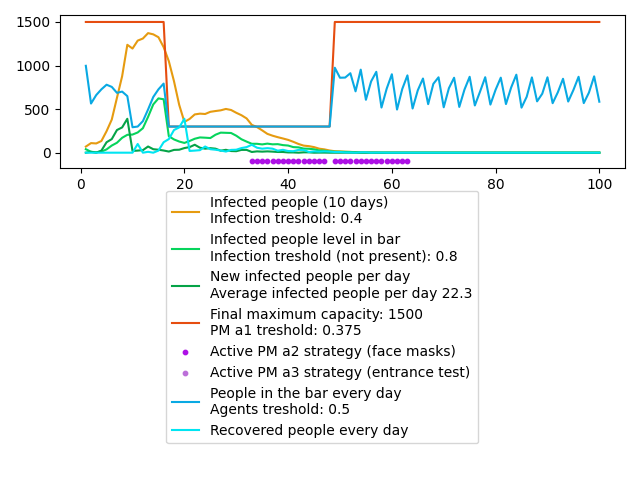 1500
1000
500
0
0 20 40 60 80 100
Infected people (10 days)
Infection treshold: 0.4
Infected people level in bar
Infection treshold (not present): 0.8
New infected people per day
Average infected people per day 22.3
Final maximum capacity: 1500
PM a1 treshold: 0.375
Active PM a2 strategy (face masks)
Active PM a3 strategy (entrance test)
People in the bar every day
Agents treshold: 0.5
Recovered people every day